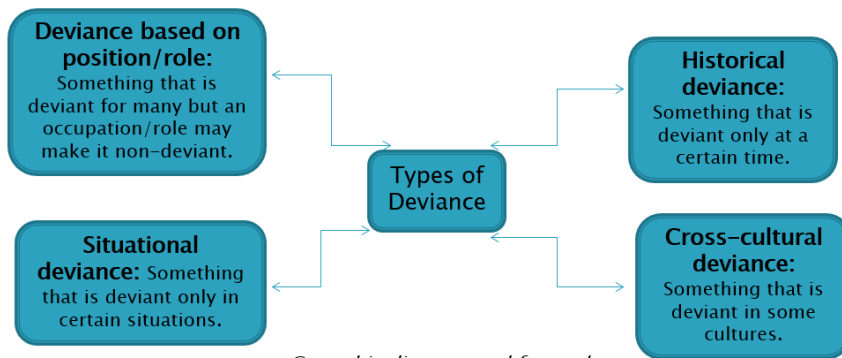 Deviance based on
position/role:
Something that is
deviant for many but an
occupation/role may
make it non-deviant.
Historical
deviance:
Something that is
deviant only at a
certain time.
Types of
Deviance
Situational
deviance: Something
that is deviant only in
certain situations.
Cross-cultural
deviance:
Something that is
deviant in some
cultures.